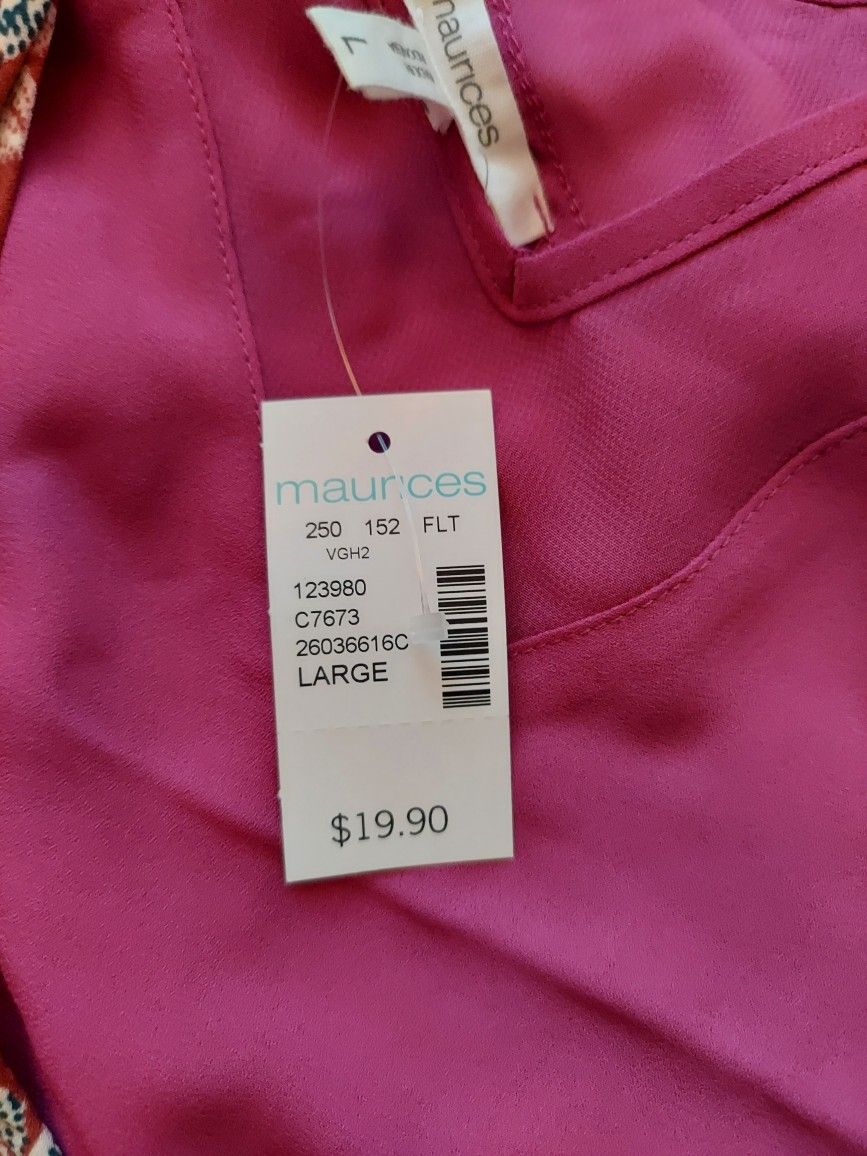 maurices
L
maurices
250 152 FLT
VGH2
123980
C7673
26036616C
LARGE
$19.90